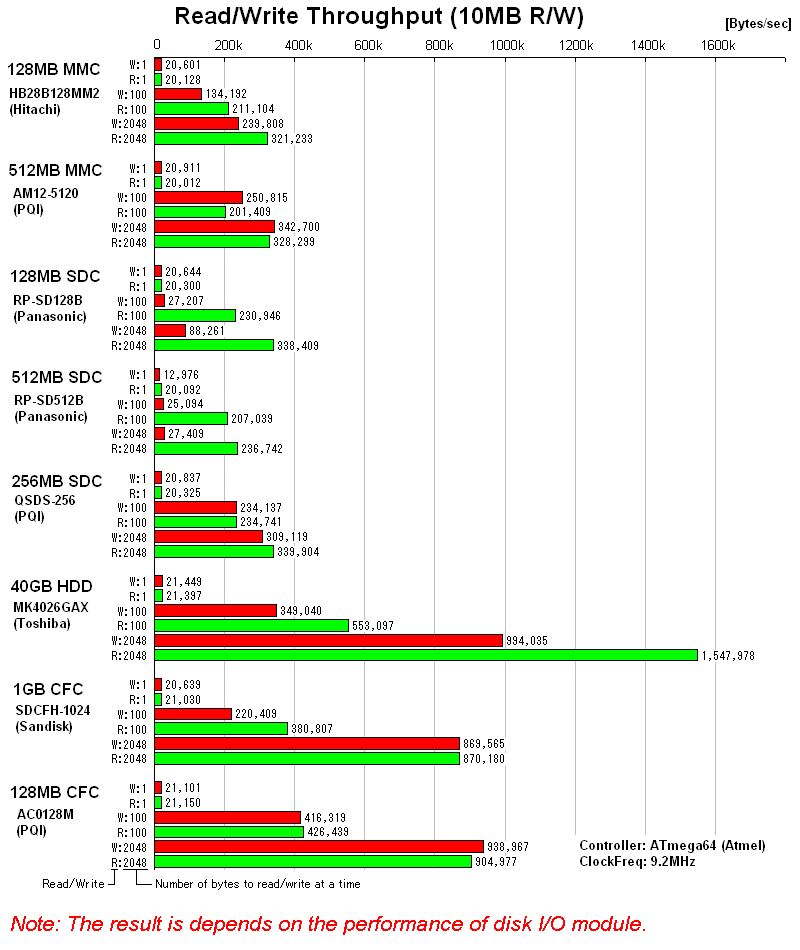 Read/Write Throughput (10MB R/W)
[Bytes/sec]
0 200k 400k 600k 800k 1000k 1200k 1400k 1600k
128MB MMC
HB28B128MM2
(Hitachi)
W:1 20,601
R:1 20,128
W:100 134,192
R:100 211,104
W:2048 239,808
R:2048 321,233
512MB MMC
AM12-5120
(PQI)
W:1 20,911
R:1 20,012
W:100 250,815
R:100 201,409
W:2048 342,700
R:2048 328,299
128MB SDC
RP-SD128B
(Panasonic)
W:1 20,644
R:1 20,300
W:100 27,207
R:100 230,946
W:2048 88,261
R:2048 338,409
512MB SDC
RP-SD512B
(Panasonic)
W:1 12,976
R:1 20,092
W:100 25,094
R:100 207,039
W:2048 27,409
R:2048 236,742
256MB SDC
QSDS-256
(PQI)
W:1 20,837
R:1 20,325
W:100 234,137
R:100 234,741
W:2048 309,119
R:2048 339,904
40GB HDD
MK4026GAX
(Toshiba)
W:1 21,449
R:1 21,397
W:100 349,040
R:100 553,097
W:2048 994,035
R:2048 1,547,978
1GB CFC
SDCFH-1024
(Sandisk)
W:1 20,639
R:1 21,030
W:100 220,409
R:100 380,807
W:2048 869,565
R:2048 870,180
128MB CFC
AC0128M
(PQI)
W:1 21,101
R:1 21,150
W:100 416,319
R:100 426,439
W:2048 938,967
R:2048 904,977
Controller: ATmega64 (Atmel)
ClockFreq: 9.2MHz
Read/Write
Number of bytes to read/write at a time
Note: The result is depends on the performance of disk I/O module.